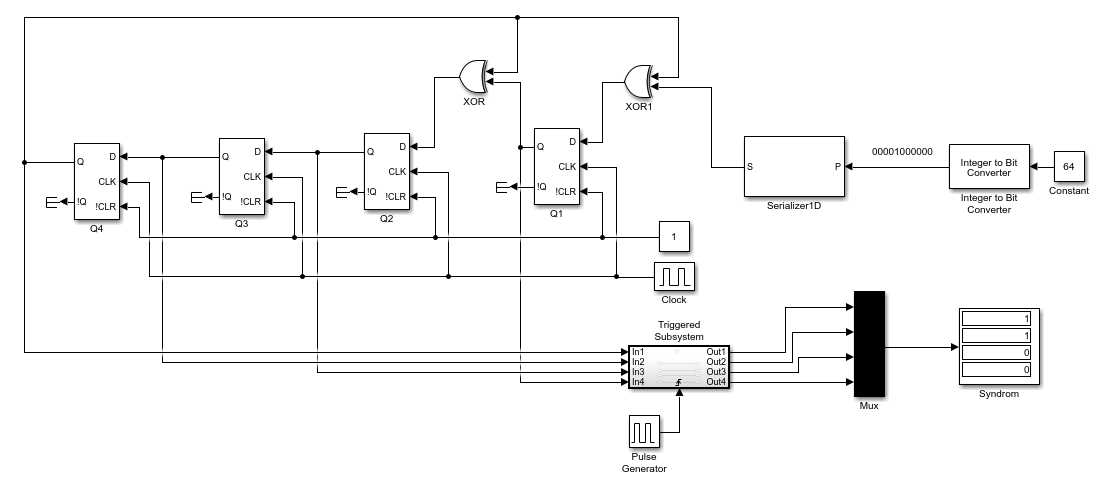 XOR
XOR1
D
Q
CLK
!Q
!CLR
Q4
D
Q
CLK
!Q
!CLR
Q3
D
Q
CLK
!Q
!CLR
Q2
D
Q
CLK
!Q
!CLR
Q1
S
P
Serializer1D
00001000000
Integer to Bit
Converter
Integer to Bit
Converter
64
Constant
1
Clock
Triggered
Subsystem
In1
In2
In3
In4
Out1
Out2
Out3
Out4
Pulse
Generator
Mux
1
1
0
0
Syndrom